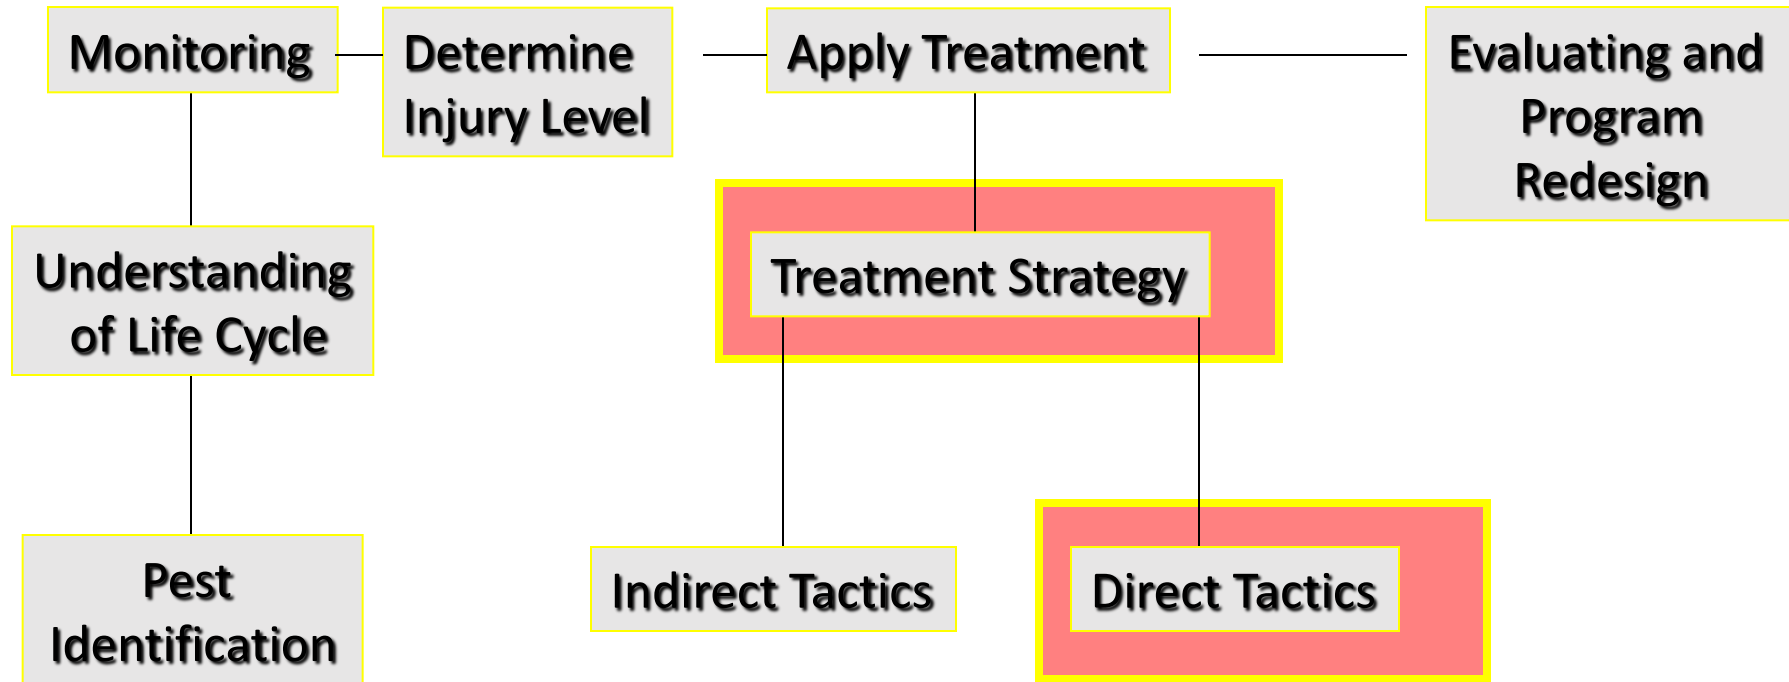 Monitoring
Determine
Injury Level
Apply Treatment
Evaluating and
Program
Redesign
Understanding
of Life Cycle
Treatment Strategy
Pest
Identification
Indirect Tactics
Direct Tactics